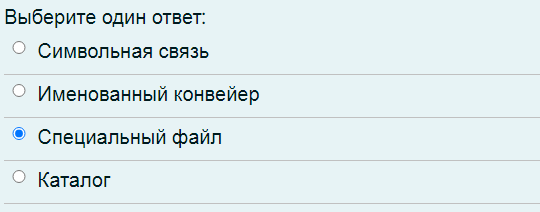 Выберите один ответ:
Символьная связь
Именованный конвейер
Специальный файл
Каталог